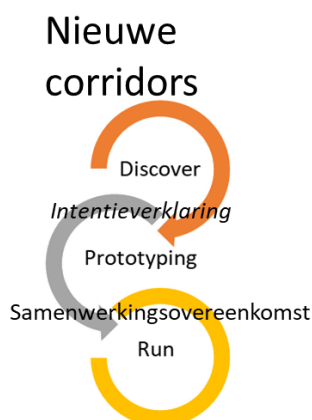 Nieuwe
corridors
Discover
Intentieverklaring
Prototyping
Samenwerkingsovereenkomst
Run